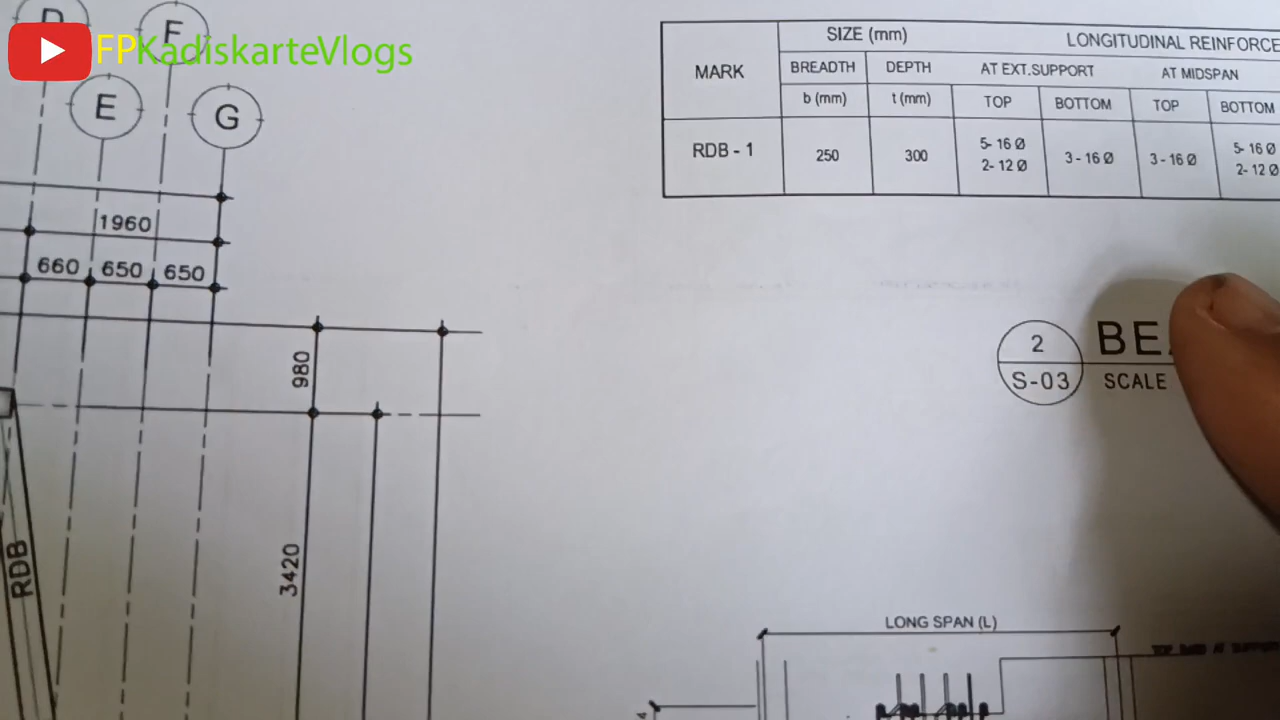 FPKadiskarteVlogs
F
E
G
1960
660 650 650
980
3420
RDB
SIZE (mm)
LONGITUDINAL
MARK
BREADTH
DEPTH
AT EXT.SUPPORT
AT MIDSPAN
b (mm)
t (mm)
TOP
BOTTOM
TOP
BOTTOM
RDB - 1
250
300
5- 16 Ø
2- 12 Ø
3 - 16 Ø
3 - 16 Ø
5- 16 Ø
2- 12 Ø
2
S-03
SCALE
LONG SPAN (L)